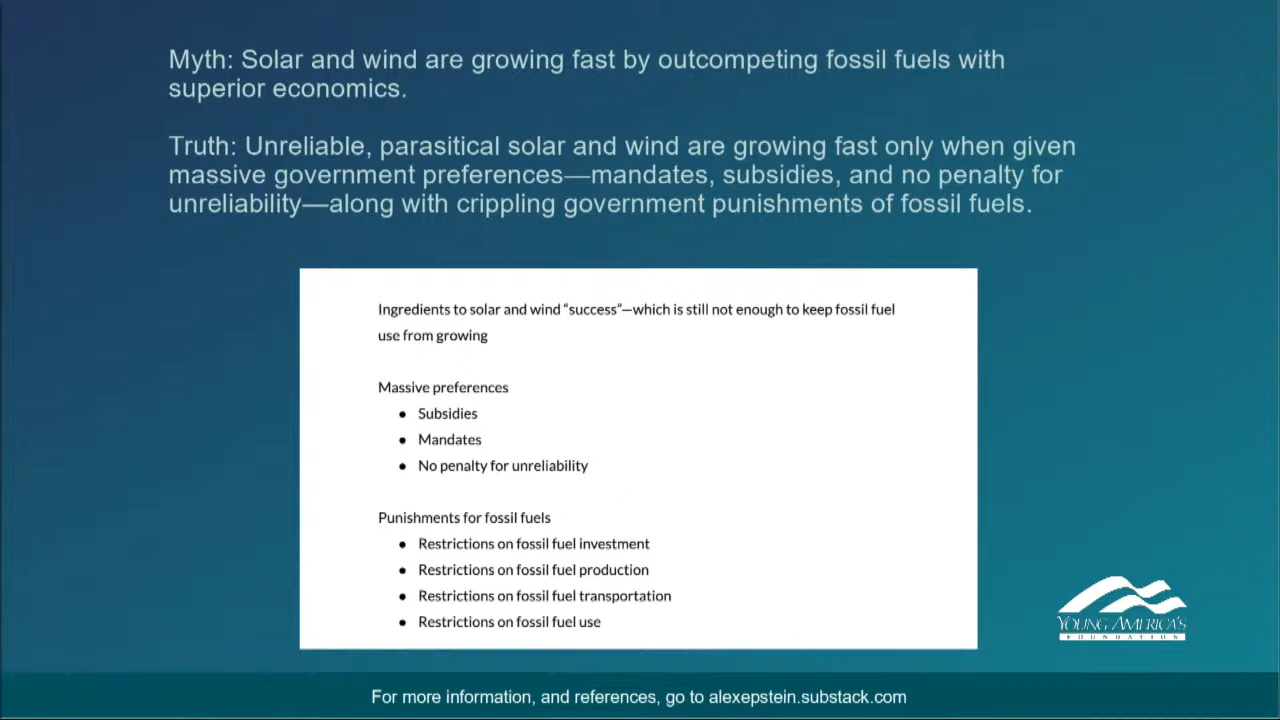 Myth: Solar and wind are growing fast by outcompeting fossil fuels with
superior economics.
Truth: Unreliable, parasitical solar and wind are growing fast only when given
massive government preferences—mandates, subsidies, and no penalty for
unreliability—along with crippling government punishments of fossil fuels.
Ingredients to solar and wind “success”—which is still not enough to keep fossil fuel
use from growing
Massive preferences
● Subsidies
● Mandates
● No penalty for unreliability
Punishments for fossil fuels
● Restrictions on fossil fuel investment
● Restrictions on fossil fuel production
● Restrictions on fossil fuel transportation
● Restrictions on fossil fuel use
YOUNG AMERICA'S
FOUNDATION
For more information, and references, go to alexepstein.substack.com